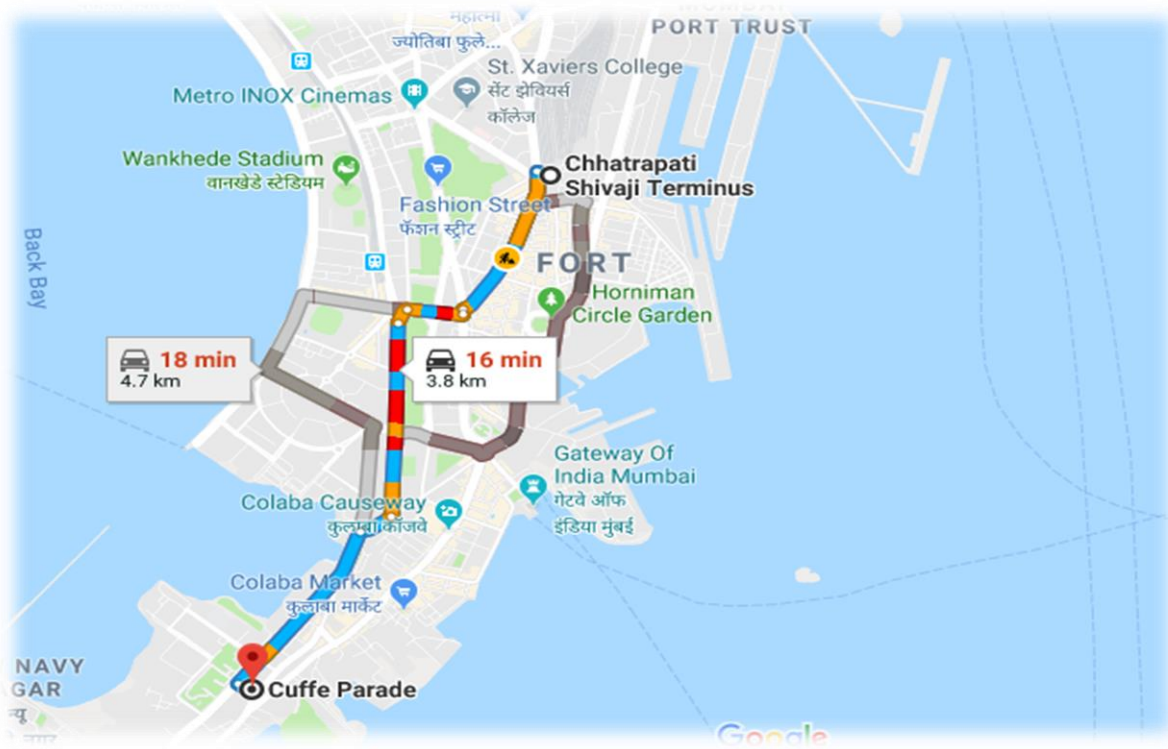 महात्मा
ज्योतिबा फुले...
PORT TRUST
St. Xaviers College
सेंट झेवियर्स
कॉलेज
Metro INOX Cinemas
Wankhede Stadium
वानखेडे स्टेडियम
Chhatrapati
Shivaji Terminus
Fashion Street
फॅशन स्ट्रीट
Back Bay
FORT
Horniman
Circle Garden
18 min
4.7 km
16 min
3.8 km
Gateway Of
India Mumbai
गेटवे ऑफ
इंडिया मुंबई
Colaba Causeway
कुलाबा कॉजवे
Colaba Market
कुलाबा मार्केट
NAVY
GAR
न्यू
Cuffe Parade
Google